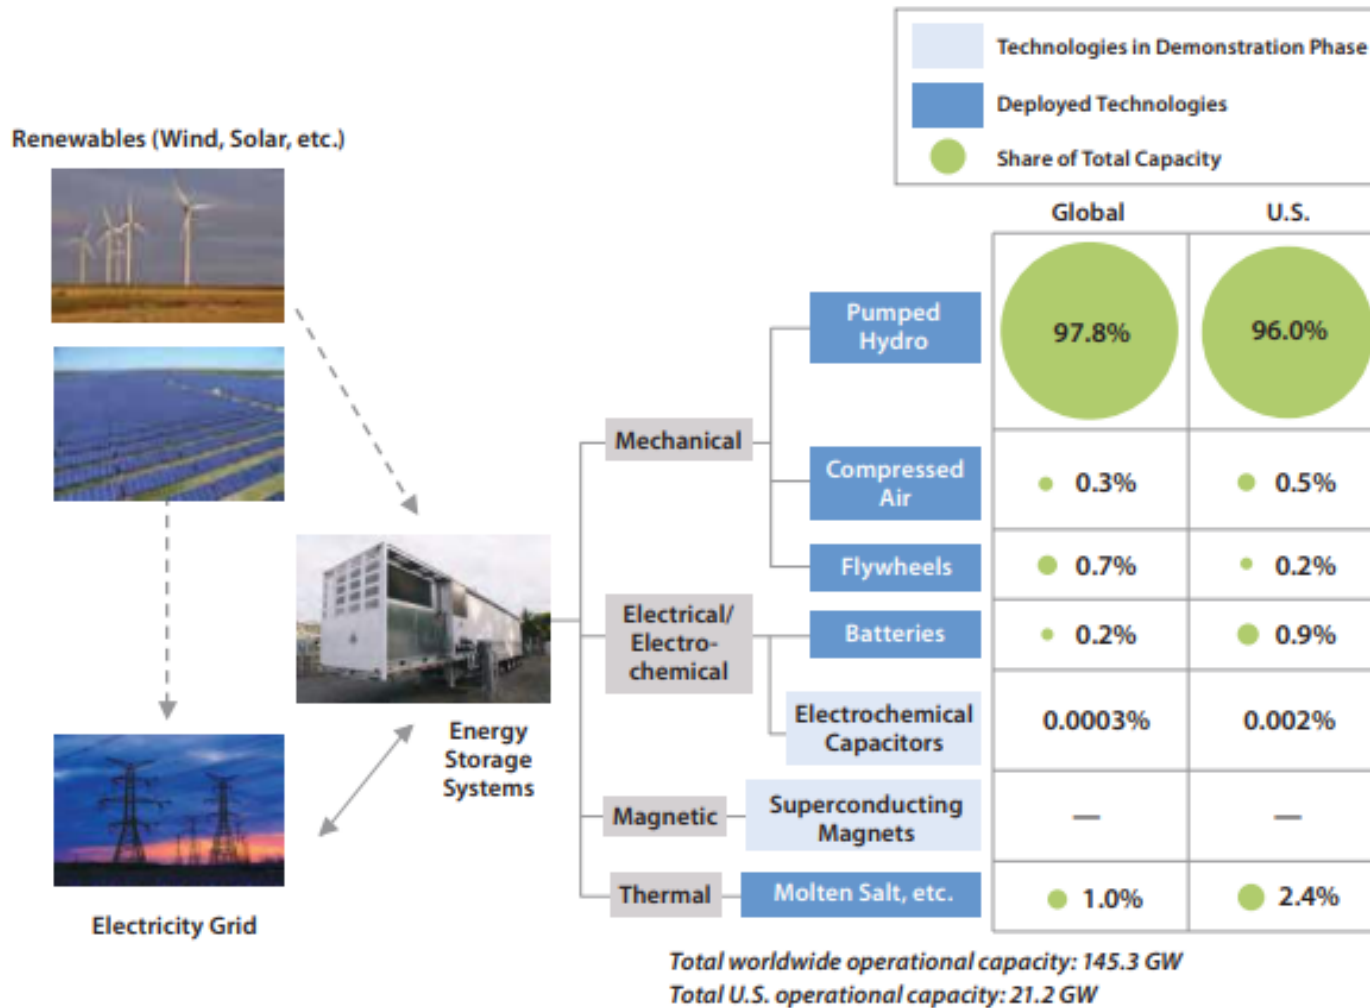 Technologies in Demonstration Phase
Deployed Technologies
Share of Total Capacity
Renewables (Wind, Solar, etc.)
Global
U.S.
Pumped
Hydro
97.8%
96.0%
Mechanical
Compressed
Air
0.3%
0.5%
Flywheels
0.7%
0.2%
Electrical/
Electro-
chemical
Batteries
0.2%
0.9%
Electrochemical
Capacitors
0.0003%
0.002%
Energy
Storage
Systems
Magnetic
Superconducting
Magnets
—
—
Thermal
Molten Salt, etc.
1.0%
2.4%
Electricity Grid
Total worldwide operational capacity: 145.3 GW
Total U.S. operational capacity: 21.2 GW